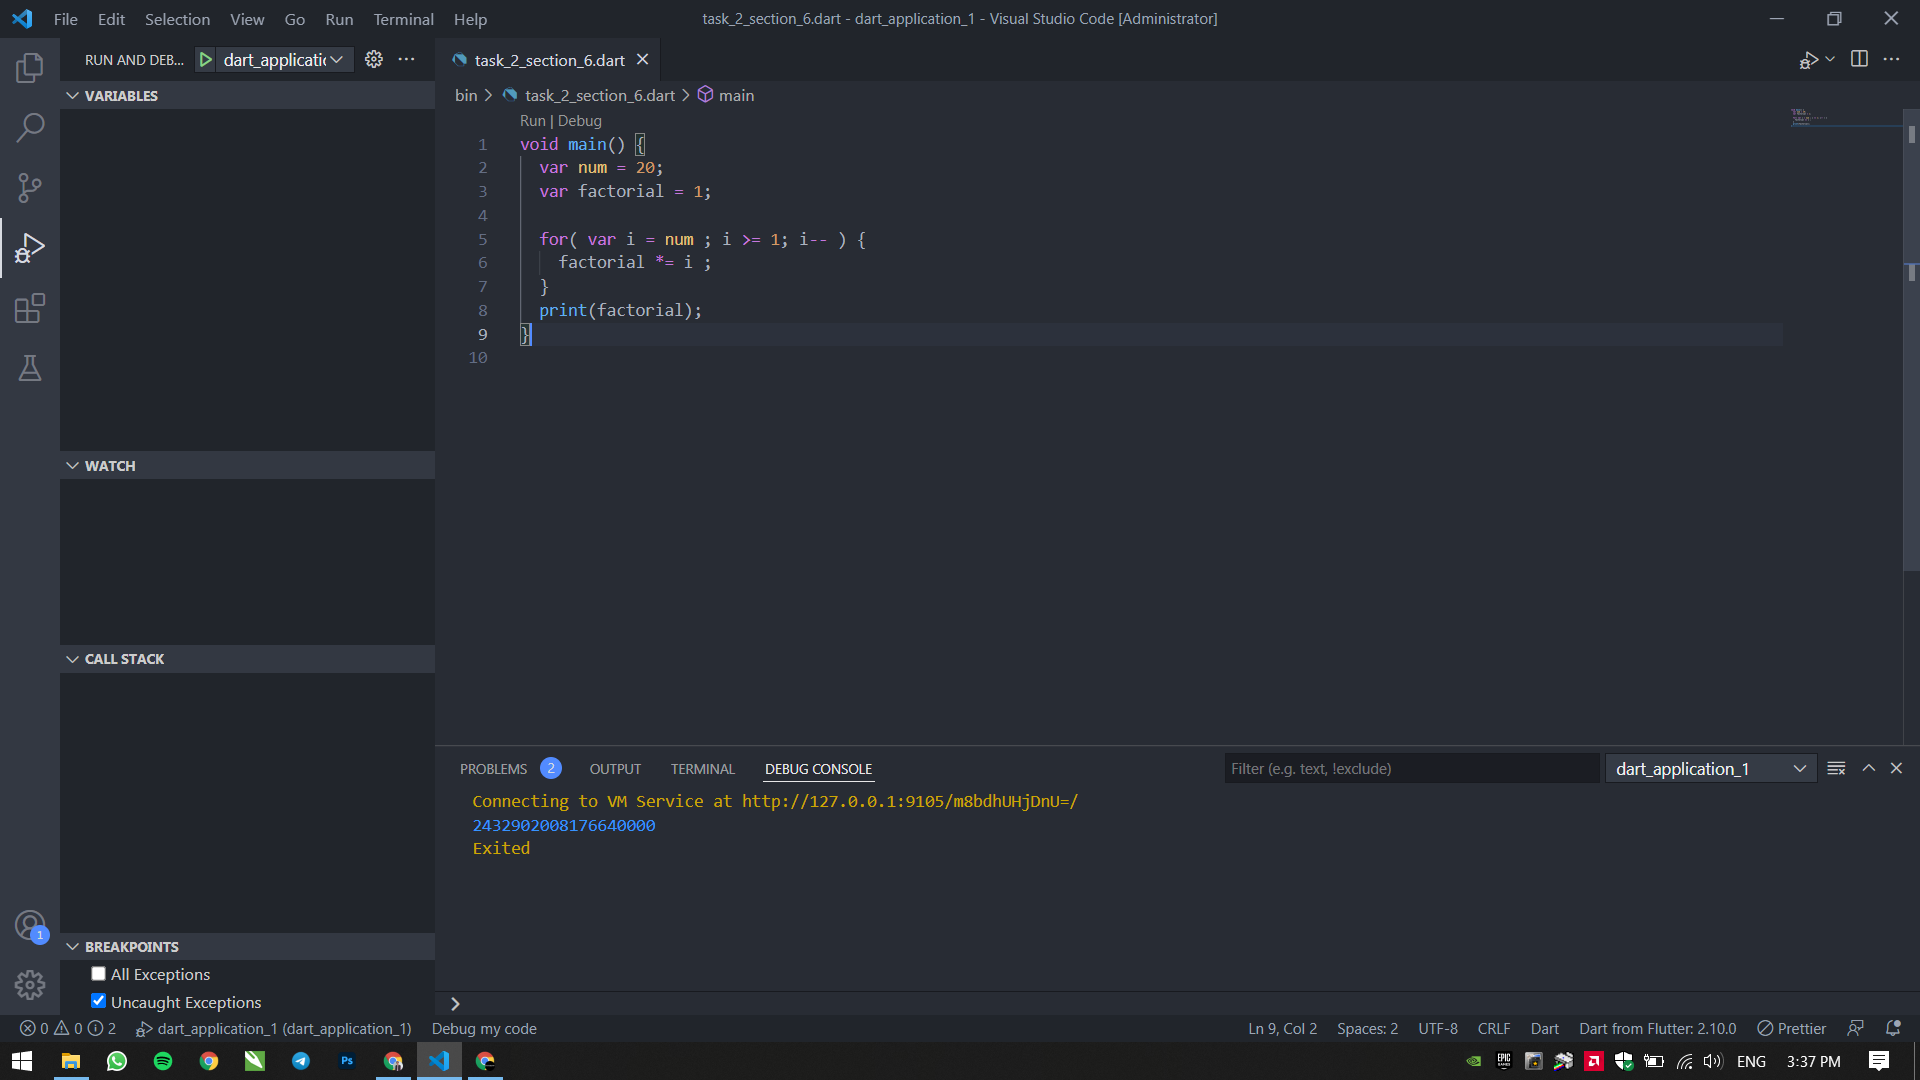 File Edit Selection View Go Run Terminal Help
task_2_section_6.dart - dart_application_1 - Visual Studio Code [Administrator]
RUN AND DEB...
dart_applicatic
task_2_section_6.dart
VARIABLES
bin > task_2_section_6.dart > main
Run | Debug
1 void main() {
2 var num = 20;
3 var factorial = 1;
4
5 for( var i = num ; i >= 1; i-- ) {
6 factorial *= i ;
7 }
8 print(factorial);
9 }
10
WATCH
CALL STACK
BREAKPOINTS
All Exceptions
Uncaught Exceptions
PROBLEMS 2 OUTPUT TERMINAL DEBUG CONSOLE
Filter (e.g. text, !exclude)
dart_application_1
Connecting to VM Service at http://127.0.0.1:9105/m8bdhUHjDnU=/
2432902008176640000
Exited
1
0 0 2 dart_application_1 (dart_application_1) Debug my code
Ln 9, Col 2 Spaces: 2 UTF-8 CRLF Dart Dart from Flutter: 2.10.0 Prettier
Ps
EPIC GAMES
ENG 3:37 PM